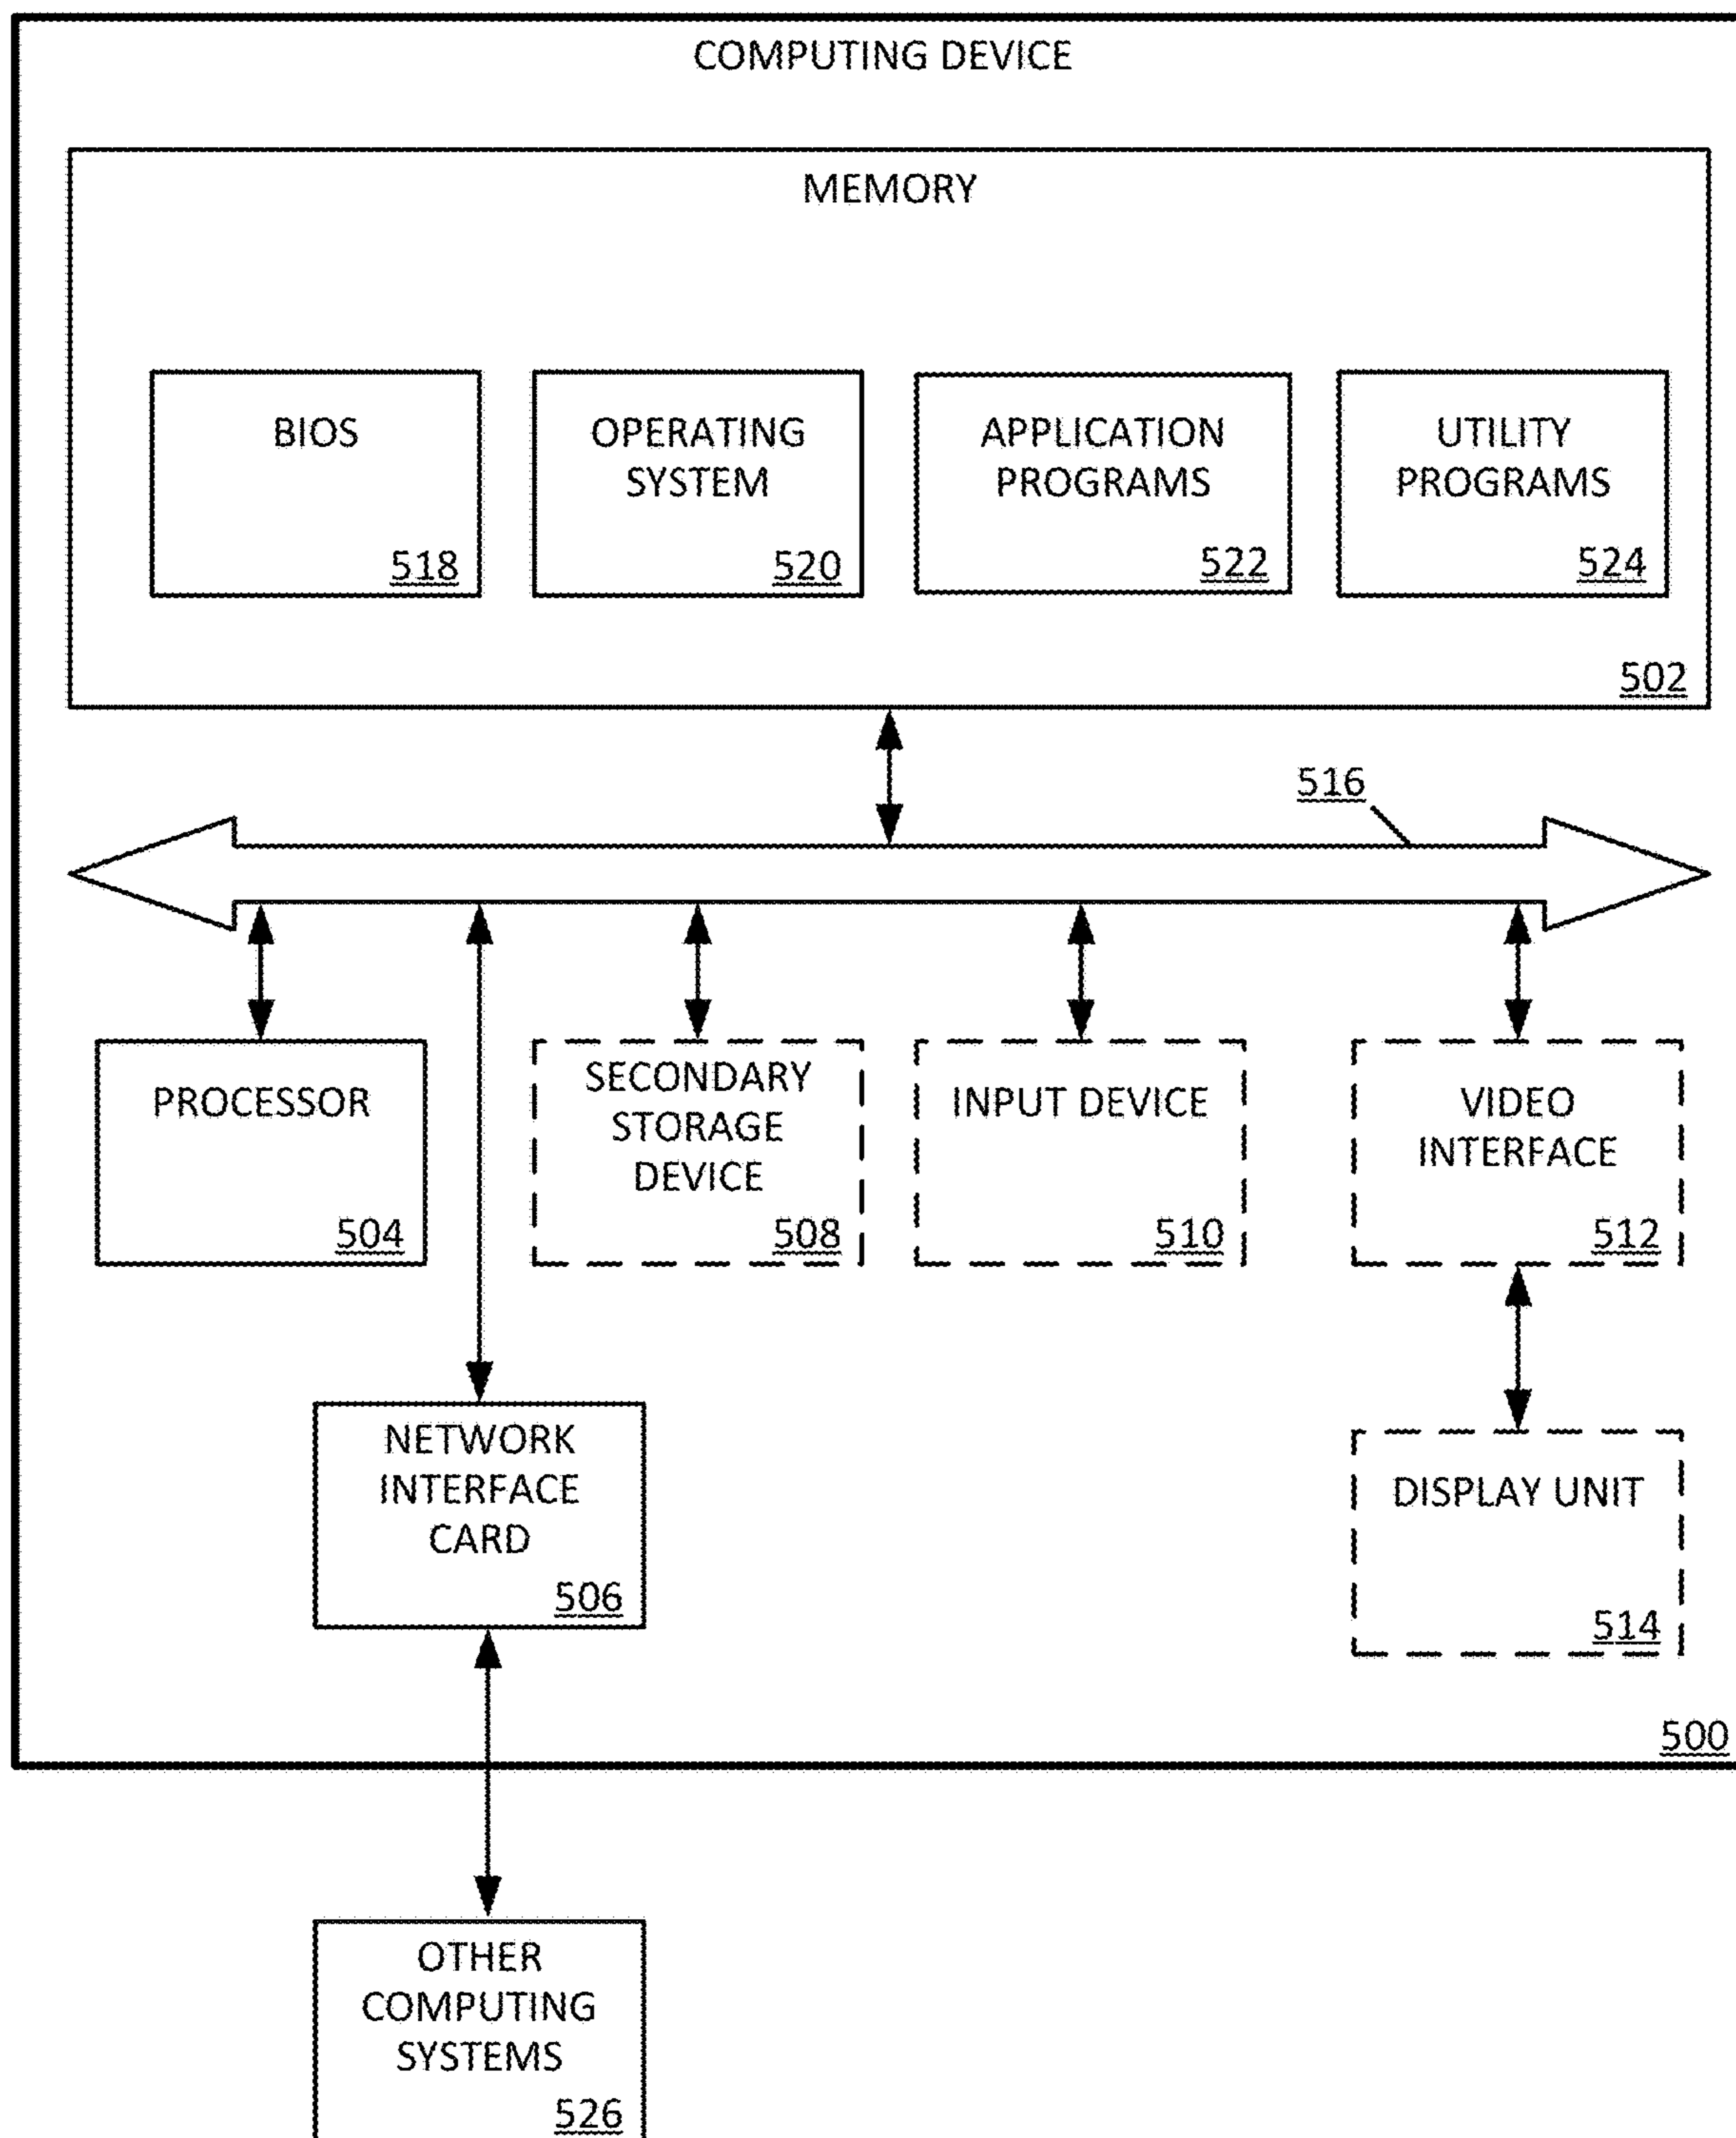 COMPUTING DEVICE
MEMORY
BIOS
518
OPERATING
SYSTEM
520
APPLICATION
PROGRAMS
522
UTILITY
PROGRAMS
524
502
516
PROCESSOR
504
SECONDARY
STORAGE
DEVICE
508
INPUT DEVICE
510
VIDEO
INTERFACE
512
NETWORK
INTERFACE
CARD
506
DISPLAY UNIT
514
500
OTHER
COMPUTING
SYSTEMS
526